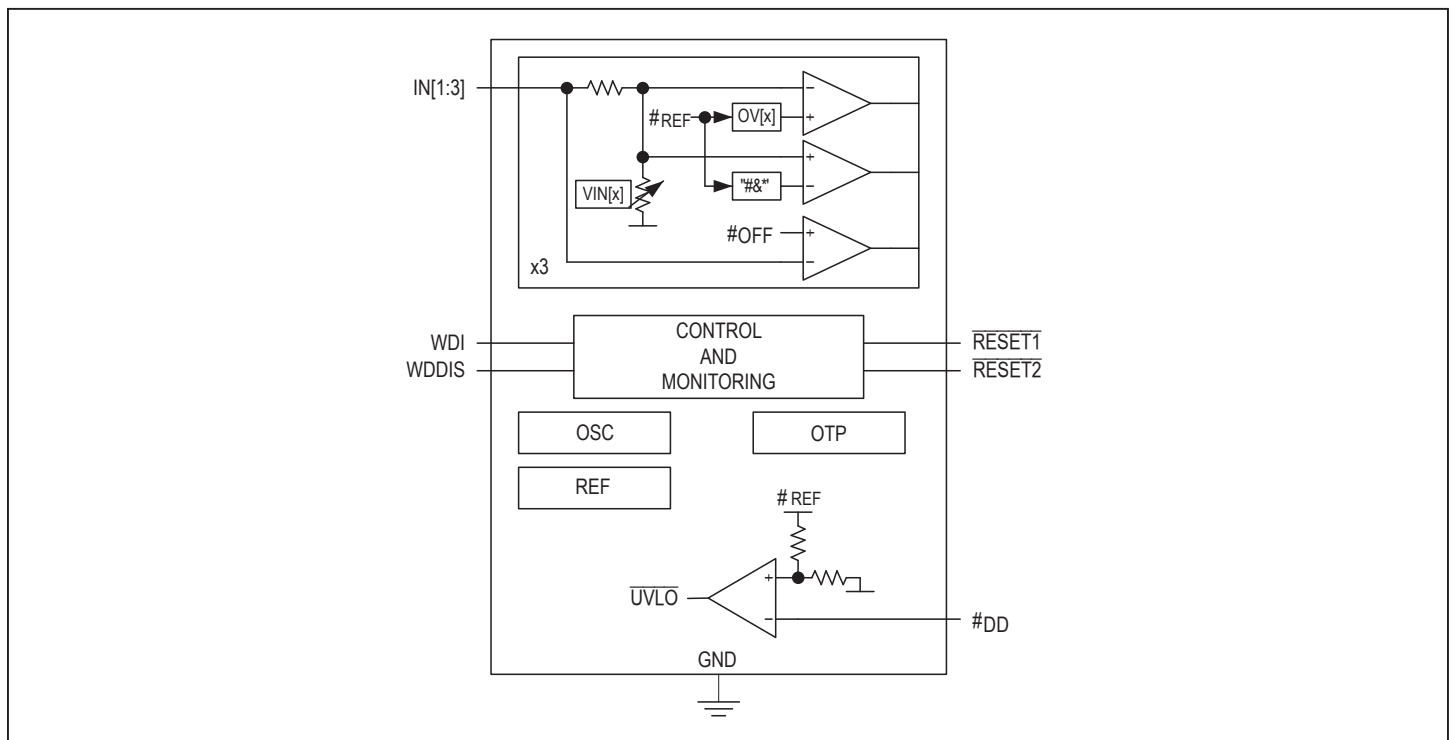 IN[1:3]
#REF
OV[x]
"#&*"
VIN[x]
#OFF
x3
WDI
WDDIS
CONTROL
AND
MONITORING
RESET1
RESET2
OSC
OTP
REF
#REF
UVLO
#DD
GND